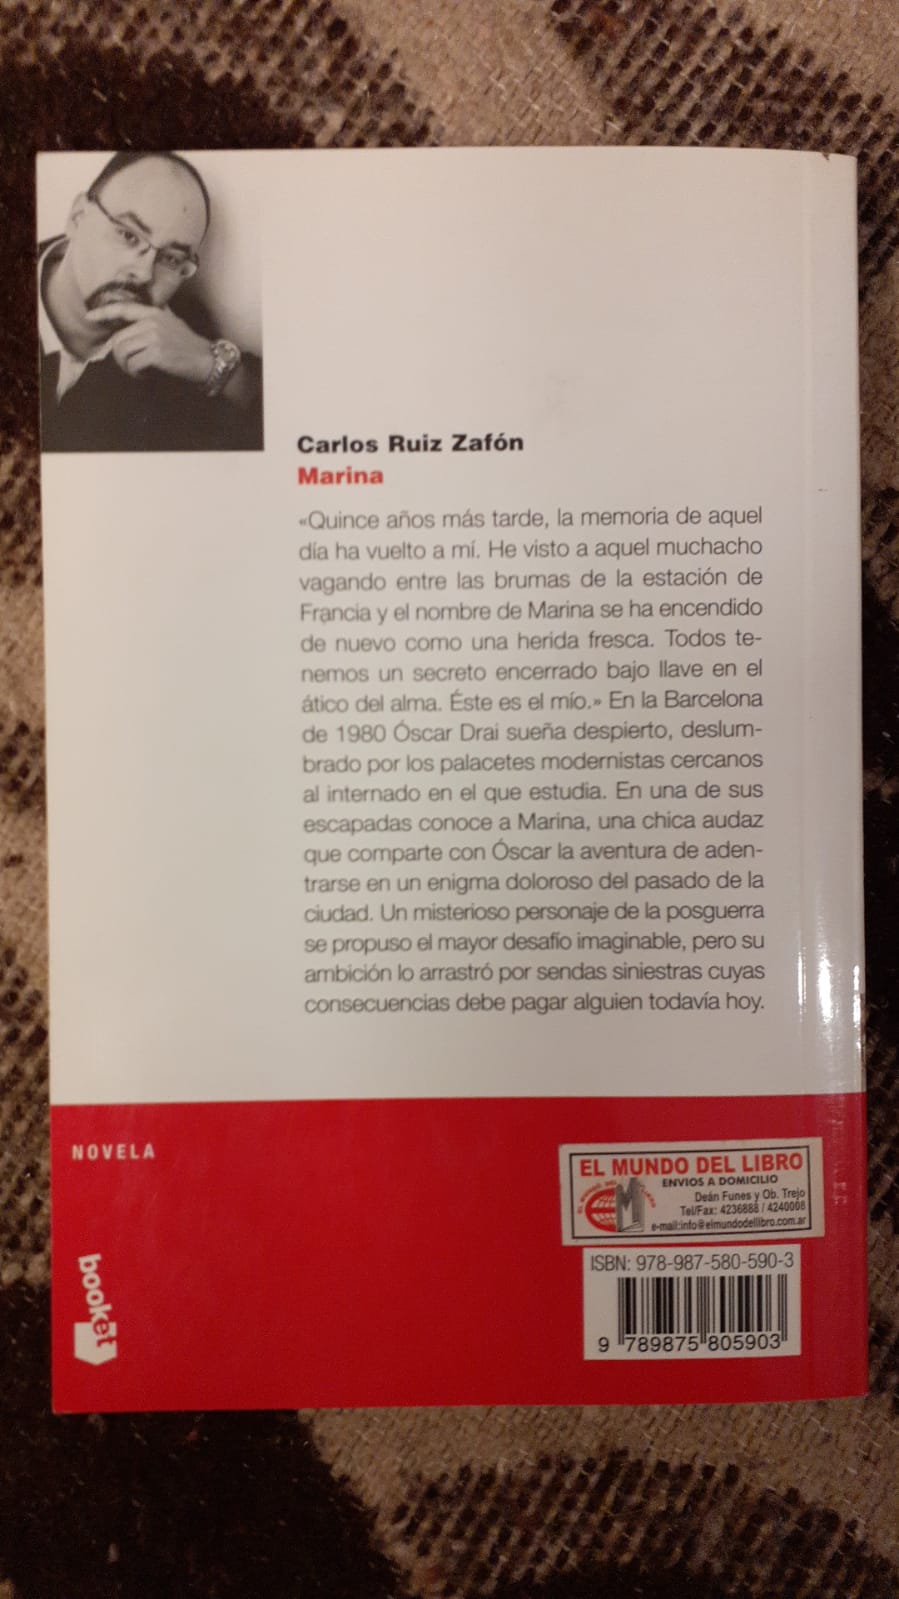 Carlos Ruiz Zafón
Marina
«Quince años más tarde, la memoria de aquel
día ha vuelto a mí. He visto a aquel muchacho
vagando entre las brumas de la estación de
Francia y el nombre de Marina se ha encendido
de nuevo como una herida fresca. Todos te-
nemos un secreto encerrado bajo llave en el
ático del alma. Éste es el mío.» En la Barcelona
de 1980 Óscar Drai sueña despierto, deslum-
brado por los palacetes modernistas cercanos
al internado en el que estudia. En una de sus
escapadas conoce a Marina, una chica audaz
que comparte con Óscar la aventura de aden-
trarse en un enigma doloroso del pasado de la
ciudad. Un misterioso personaje de la posguerra
se propuso el mayor desafío imaginable, pero su
ambición lo arrastró por sendas siniestras cuyas
consecuencias debe pagar alguien todavía hoy.
NOVELA
EL MUNDO DEL LIBRO
ENVIOS A DOMICILIO
Deán Funes y Ob. Trejo
Tel/Fax: 4236888 / 4240008
e-mail:info@elmundodellibro.com.ar
booket
ISBN: 978-987-580-590-3
9 789875 805903